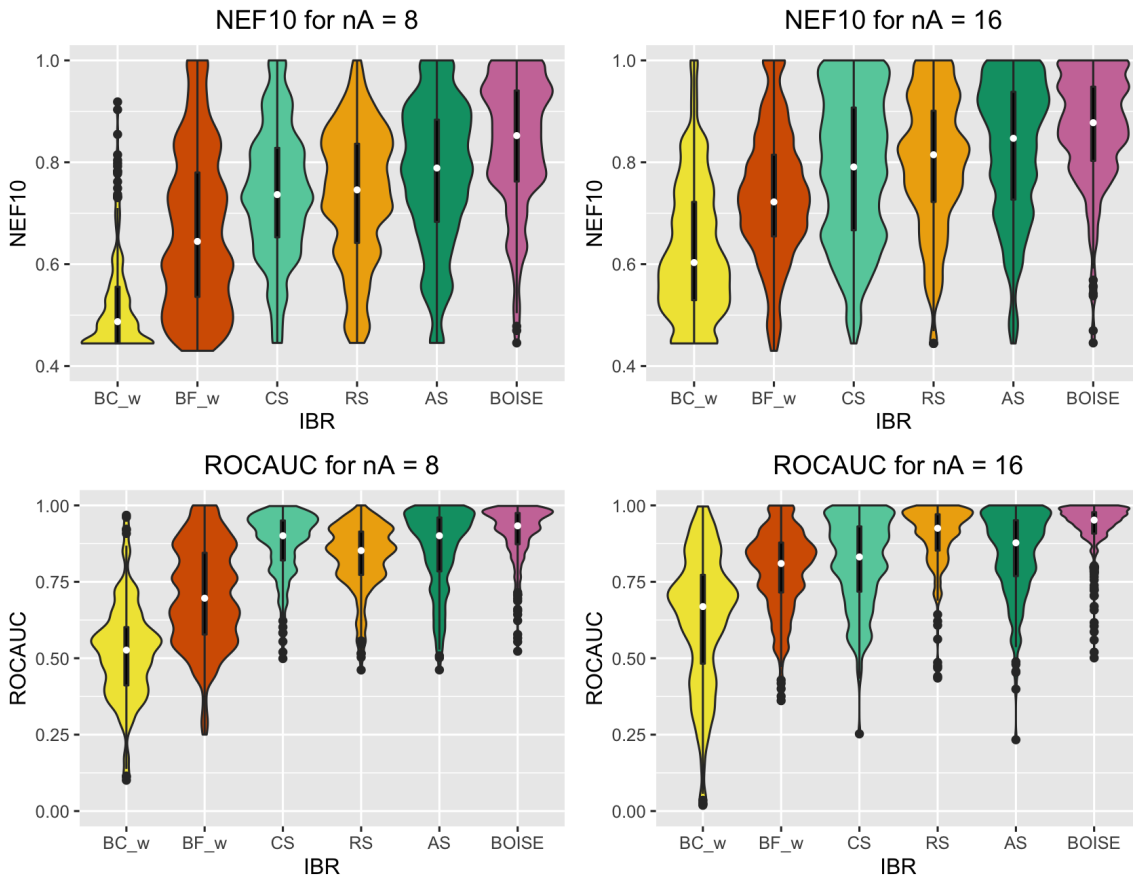 NEF10 for nA = 8
1.0
0.8
0.6
0.4
NEF10
BC_w BF_w CS RS AS BOISE
IBR
NEF10 for nA = 16
1.0
0.8
0.6
0.4
NEF10
BC_w BF_w CS RS AS BOISE
IBR
ROCAUC for nA = 8
1.00
0.75
0.50
0.25
0.00
ROCAUC
BC_w BF_w CS RS AS BOISE
IBR
ROCAUC for nA = 16
1.00
0.75
0.50
0.25
0.00
ROCAUC
BC_w BF_w CS RS AS BOISE
IBR